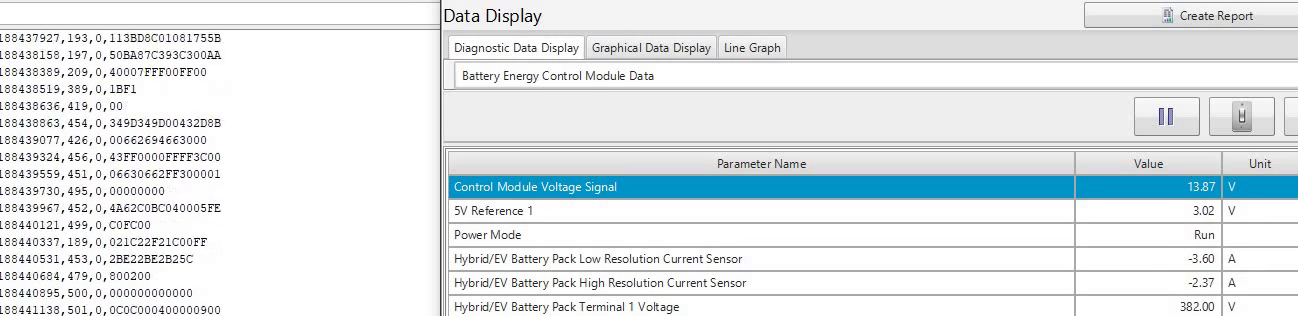 188437927,193,0,113BD8C01081755B
188438158,197,0,50BA87C393C300AA
188438389,209,0,40007FFF00FF00
188438519,389,0,1BF1
188438636,419,0,00
188438863,454,0,349D349D00432D8B
188439077,426,0,00662694663000
188439324,456,0,43FF0000FFFF3C00
188439559,451,0,06630662FF300001
188439730,495,0,00000000
188439967,452,0,4A62C0BC040005FE
188440121,499,0,C0FC00
188440337,189,0,021C22F21C00FF
188440531,453,0,2BE22BE2B25C
188440684,479,0,800200
188440895,500,0,000000000000
188441138,501,0,0C0C000400000900
Data Display
Create Report
Diagnostic Data Display Graphical Data Display Line Graph
Battery Energy Control Module Data
Parameter Name Value Unit
Control Module Voltage Signal 13.87 V
5V Reference 1 3.02 V
Power Mode Run
Hybrid/EV Battery Pack Low Resolution Current Sensor -3.60 A
Hybrid/EV Battery Pack High Resolution Current Sensor -2.37 A
Hybrid/EV Battery Pack Terminal 1 Voltage 382.00 V